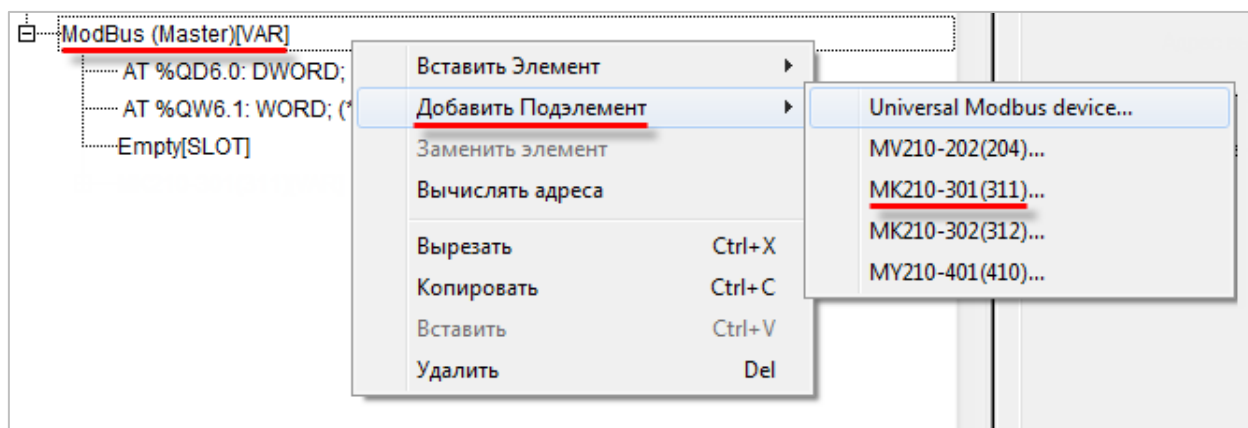 ModBus (Master)[VAR]
AT %QD6.0: DWORD;
AT %QW6.1: WORD; (*
Empty[SLOT]
Вставить Элемент
Добавить Подэлемент
Заменить элемент
Вычислять адреса
Вырезать Ctrl+X
Копировать Ctrl+C
Вставить Ctrl+V
Удалить Del
Universal Modbus device...
MV210-202(204)...
MK210-301(311)...
MK210-302(312)...
MY210-401(410)...